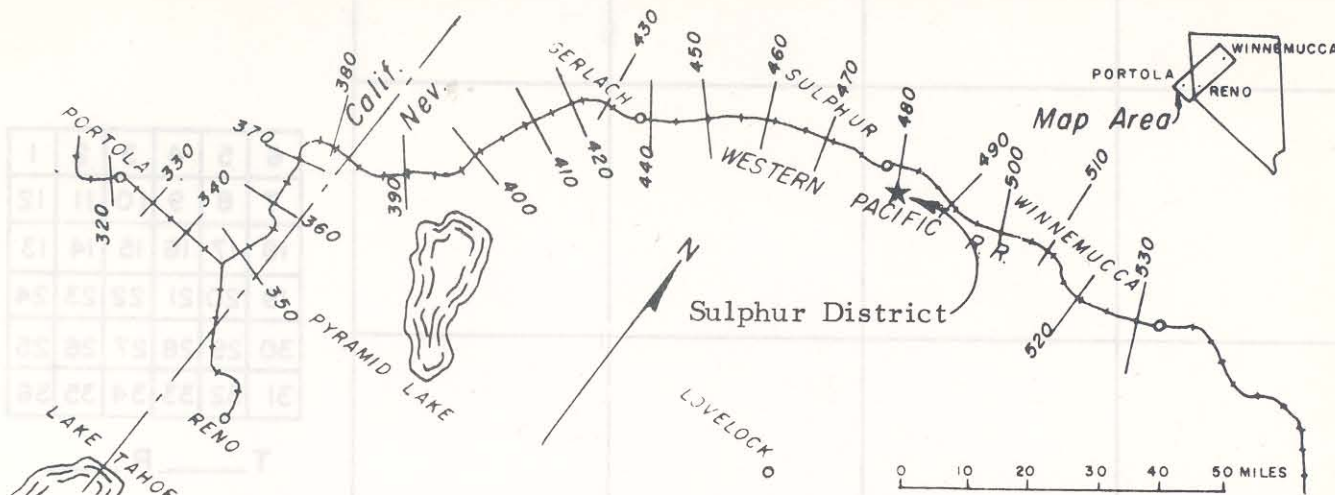 PORTOLA
320
330
340
350
360
370
380
Calif.
Nev.
390
400
410
420
GERLACH
430
440
450
460
SULPHUR
470
480
WESTERN
PACIFIC
R. R.
490
500
510
WINNEMUCCA
520
530
WINNEMUCCA
PORTOLA
RENO
Map Area
N
Sulphur District
PYRAMID LAKE
RENO
LAKE TAHOE
LOVELOCK
0 10 20 30 40 50 MILES